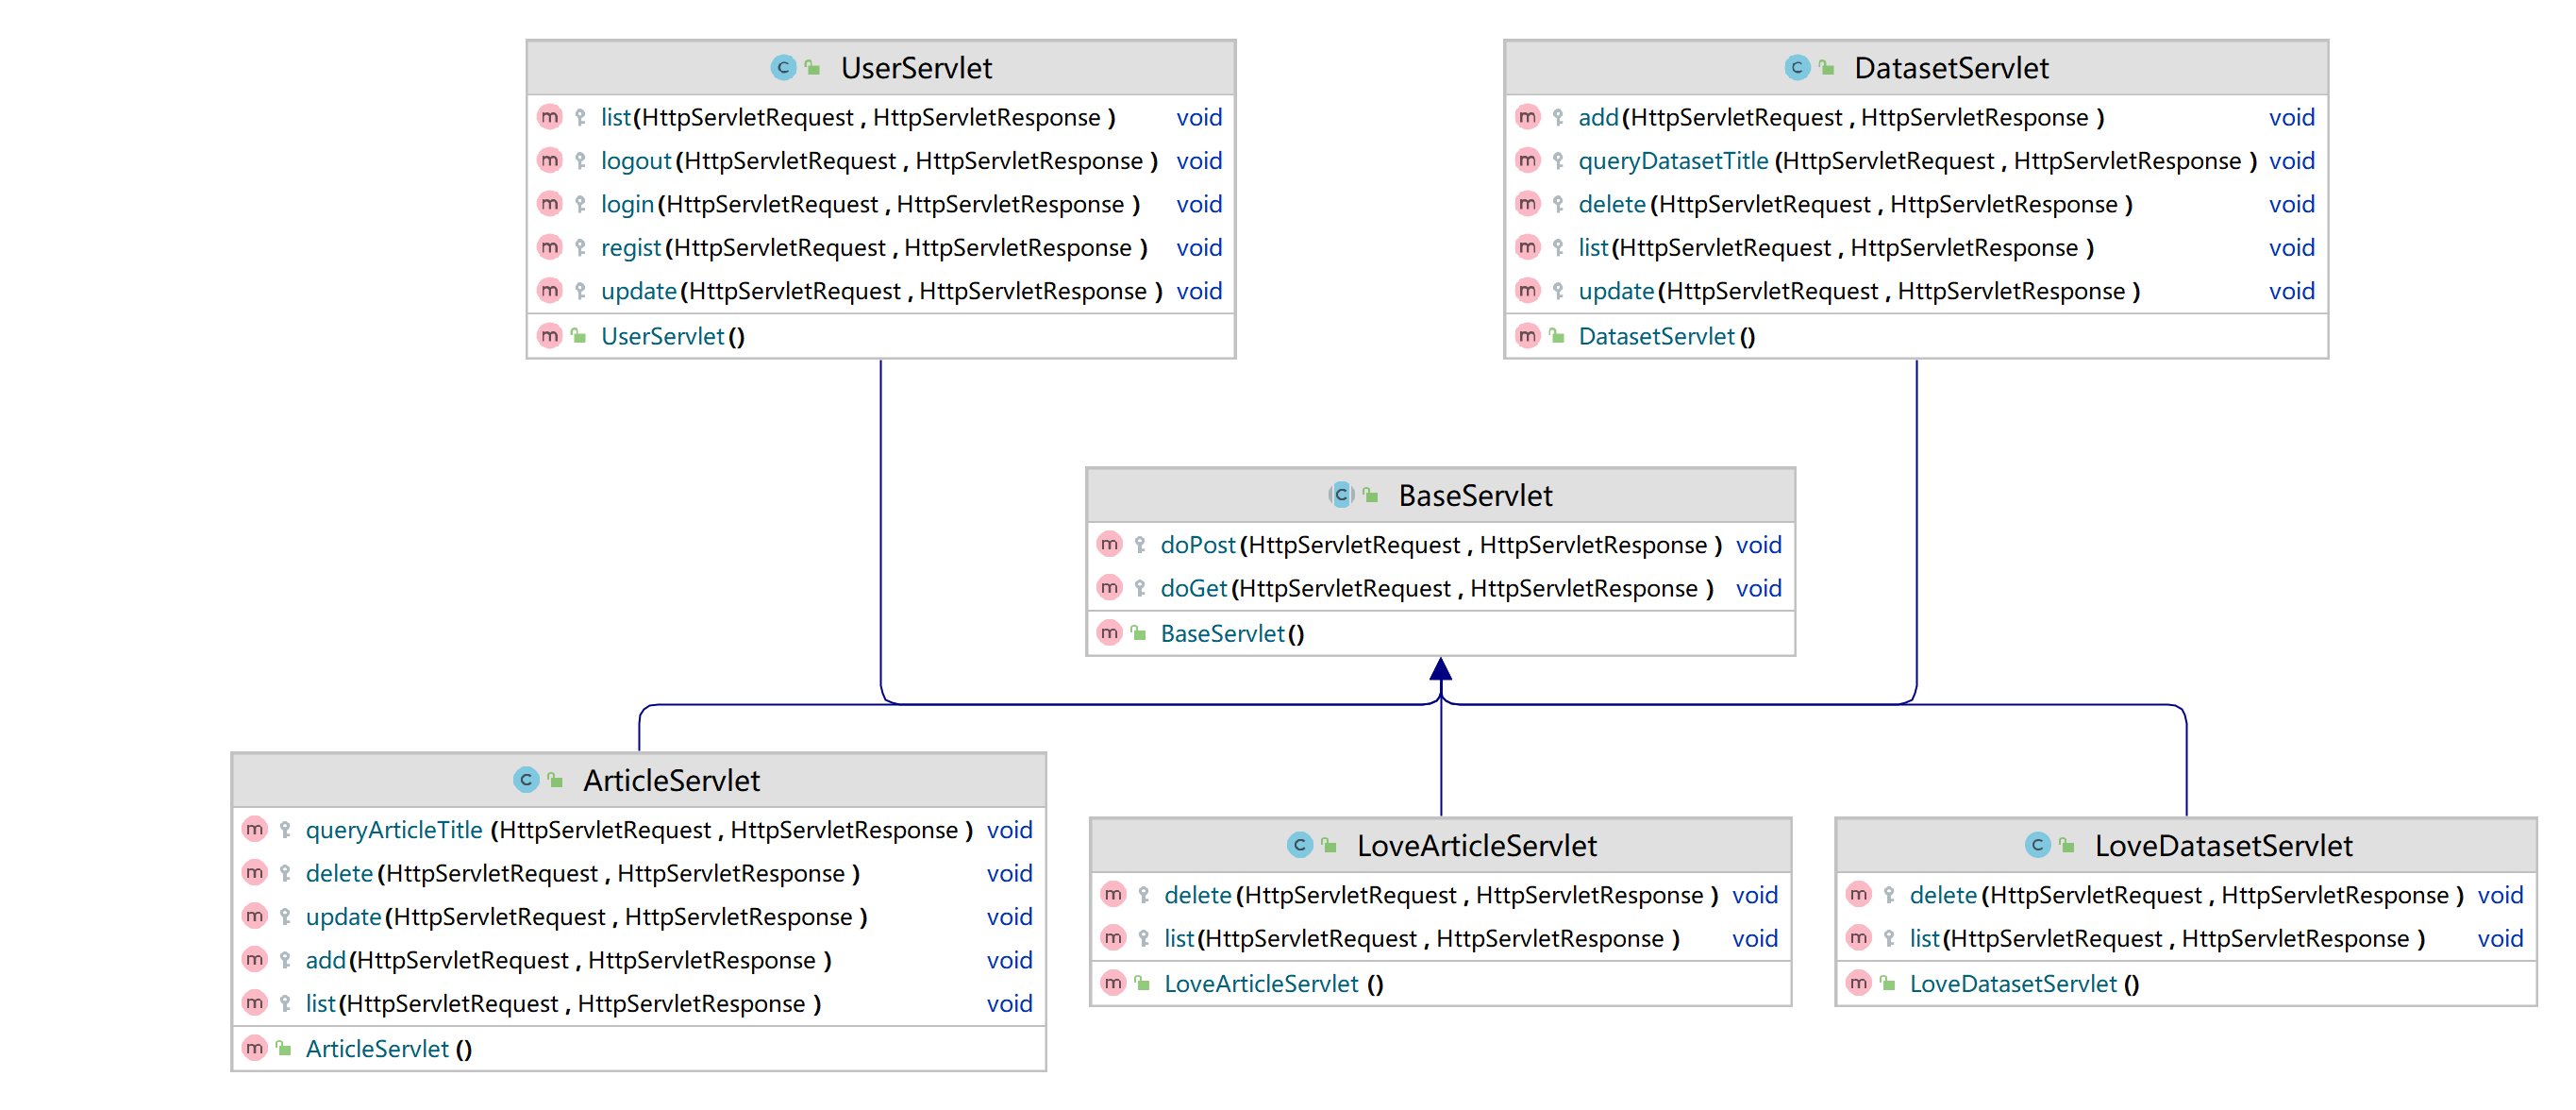 UserServlet
list(HttpServletRequest, HttpServletResponse) void
logout(HttpServletRequest, HttpServletResponse) void
login(HttpServletRequest, HttpServletResponse) void
regist(HttpServletRequest, HttpServletResponse) void
update(HttpServletRequest, HttpServletResponse) void
UserServlet()
DatasetServlet
add(HttpServletRequest, HttpServletResponse) void
queryDatasetTitle(HttpServletRequest, HttpServletResponse) void
delete(HttpServletRequest, HttpServletResponse) void
list(HttpServletRequest, HttpServletResponse) void
update(HttpServletRequest, HttpServletResponse) void
DatasetServlet()
BaseServlet
doPost(HttpServletRequest, HttpServletResponse) void
doGet(HttpServletRequest, HttpServletResponse) void
BaseServlet()
ArticleServlet
queryArticleTitle(HttpServletRequest, HttpServletResponse) void
delete(HttpServletRequest, HttpServletResponse) void
update(HttpServletRequest, HttpServletResponse) void
add(HttpServletRequest, HttpServletResponse) void
list(HttpServletRequest, HttpServletResponse) void
ArticleServlet()
LoveArticleServlet
delete(HttpServletRequest, HttpServletResponse) void
list(HttpServletRequest, HttpServletResponse) void
LoveArticleServlet()
LoveDatasetServlet
delete(HttpServletRequest, HttpServletResponse) void
list(HttpServletRequest, HttpServletResponse) void
LoveDatasetServlet()